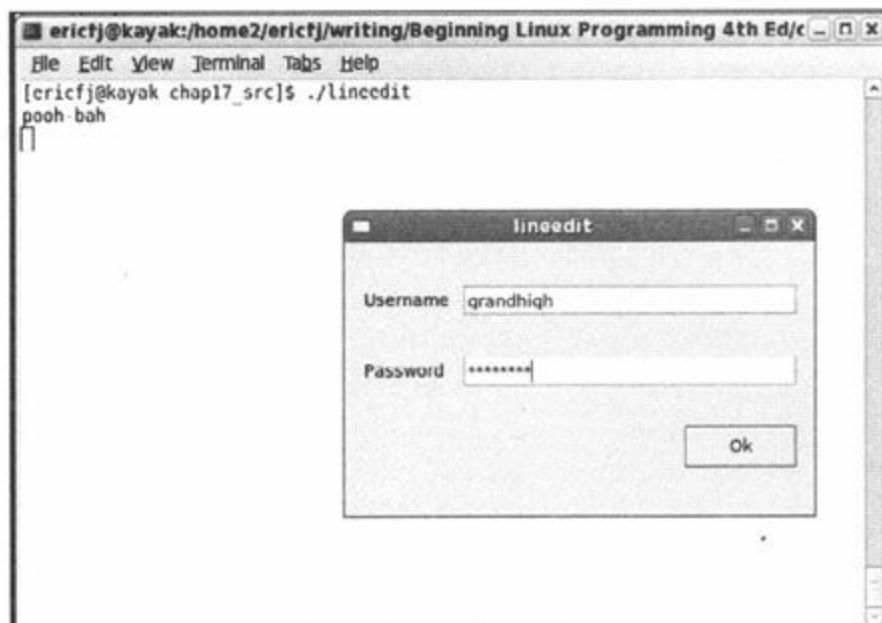 ericfj@kayak:/home2/ericfj/writing/Beginning Linux Programming 4th Ed/c
File Edit View Terminal Tabs Help
[ericfj@kayak chap17_src]$ ./lineedit
pooh-bah
lineedit
Username grandhigh
Password ********
Ok